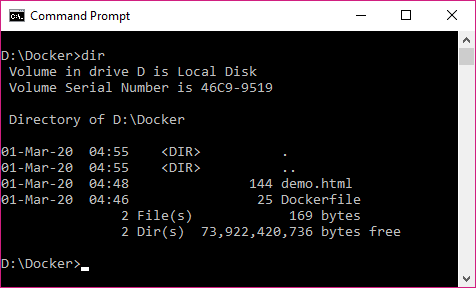 Command Prompt
D:\Docker>dir
 Volume in drive D is Local Disk
 Volume Serial Number is 46C9-9519
 Directory of D:\Docker
01-Mar-20  04:55    <DIR>          .
01-Mar-20  04:55    <DIR>          ..
01-Mar-20  04:48               144 demo.html
01-Mar-20  04:46                25 Dockerfile
               2 File(s)            169 bytes
               2 Dir(s)  73,922,420,736 bytes free
D:\Docker>